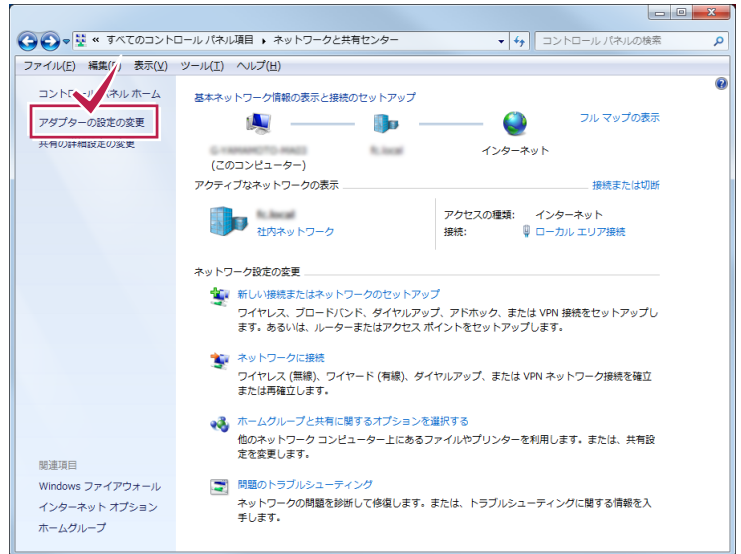 « すべてのコントロール パネル項目 ▸ ネットワークと共有センター
コントロール パネルの検索
ファイル(F) 編集( 表示(V) ツール(T) ヘルプ(H)
コントロール パネル ホーム
アダプターの設定の変更
共有の詳細設定の変更
基本ネットワーク情報の表示と接続のセットアップ
フル マップの表示
インターネット
(このコンピューター)
アクティブなネットワークの表示
接続または切断
社内ネットワーク
アクセスの種類: インターネット
接続: ローカル エリア接続
ネットワーク設定の変更
新しい接続またはネットワークのセットアップ
ワイヤレス、ブロードバンド、ダイヤルアップ、アドホック、または VPN 接続をセットアップし
ます。あるいは、ルーターまたはアクセス ポイントをセットアップします。
ネットワークに接続
ワイヤレス (無線)、ワイヤード (有線)、ダイヤルアップ、または VPN ネットワーク接続を確立
または再確立します。
ホームグループと共有に関するオプションを選択する
他のネットワーク コンピューター上にあるファイルやプリンターを利用します。または、共有設
定を変更します。
問題のトラブルシューティング
ネットワークの問題を診断して修復します。または、トラブルシューティングに関する情報を入
手します。
関連項目
Windows ファイアウォール
インターネット オプション
ホームグループ